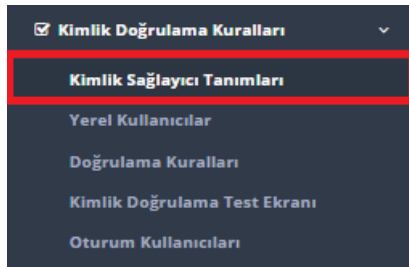 Kimlik Doğrulama Kuralları
Kimlik Sağlayıcı Tanımları
Yerel Kullanıcılar
Doğrulama Kuralları
Kimlik Doğrulama Test Ekranı
Oturum Kullanıcıları